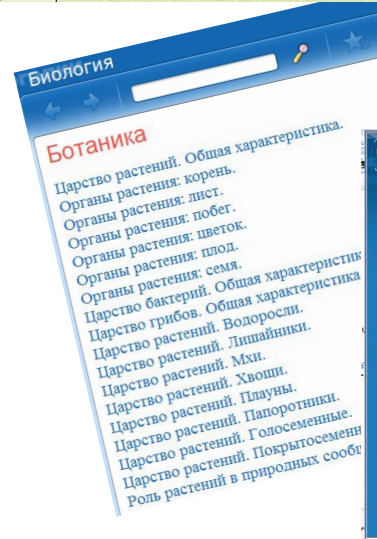 Биология
Ботаника
Царство растений. Общая характеристика.
Органы растения: корень.
Органы растения: лист.
Органы растения: побег.
Органы растения: цветок.
Органы растения: плод.
Органы растения: семя.
Царство бактерий. Общая характеристик
Царство грибов. Общая характеристика
Царство растений. Водоросли.
Царство растений. Лишайники.
Царство растений. Мхи.
Царство растений. Хвощи.
Царство растений. Плауны.
Царство растений. Папоротники.
Царство растений. Голосеменные.
Царство растений. Покрытосеменн
Роль растений в природных сооб